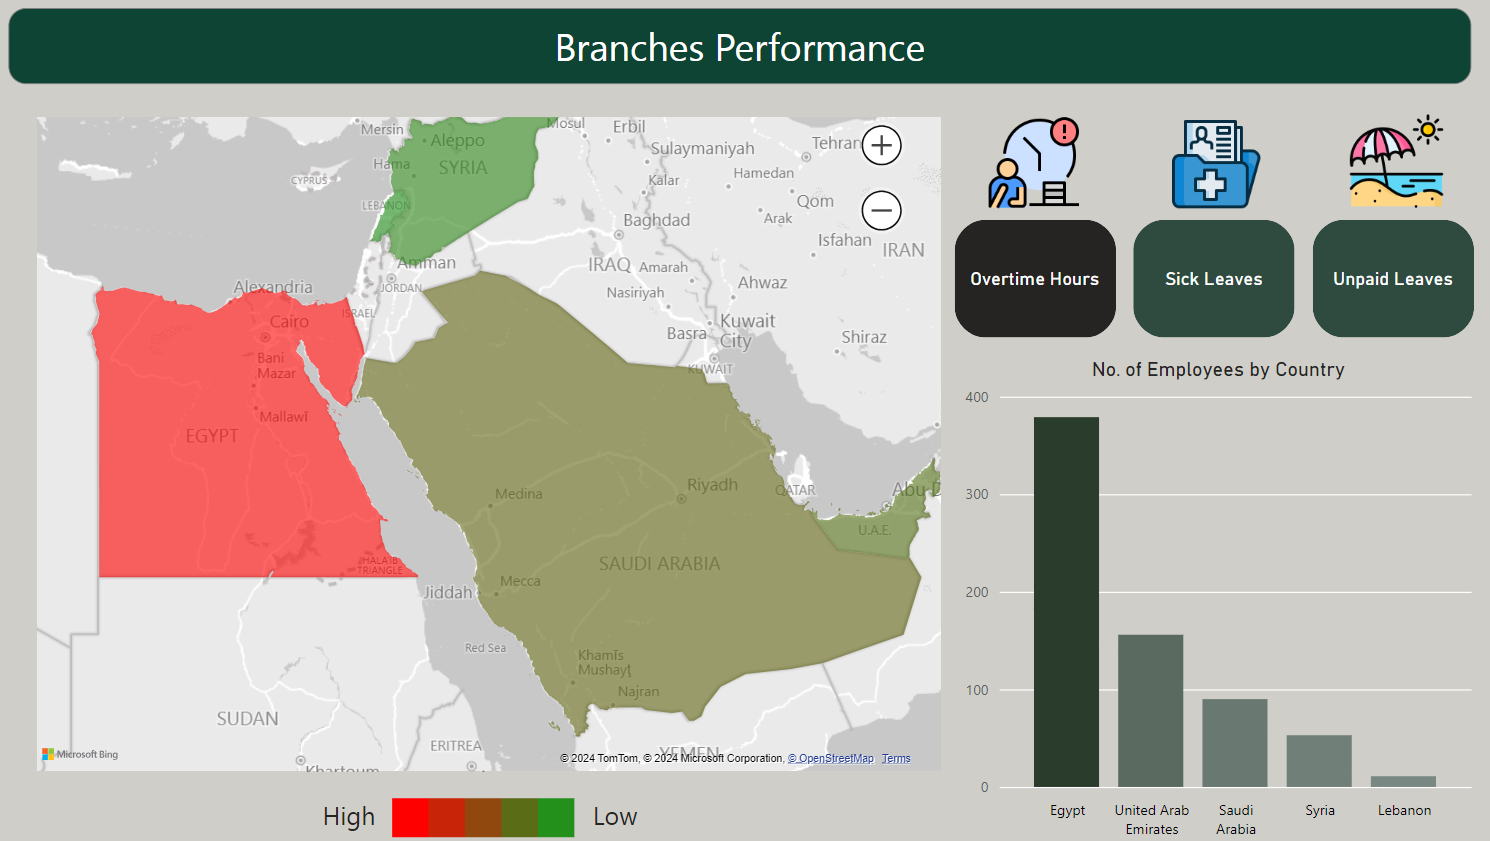 Branches Performance
Mersin
Mosul
Erbil
Aleppo
Tehran
Sulaymaniyah
Hama
SYRIA
Hamedan
CYPRUS
Kalar
LEBANON
Qom
Baghdad
Arak
Isfahan
IRAN
Amman
IRAQ
Amarah
Ahwaz
JORDAN
Alexandria
Nasiriyah
ISRAEL
Cairo
Basra
Kuwait
City
Shiraz
Bani
Mazar
KUWAIT
Mallawī
EGYPT
Medina
Riyadh
QATAR
Abu D
U.A.E.
HALA'IB
TRIANGLE
SAUDI ARABIA
Mecca
Jiddah
Red Sea
Khamīs
Mushayţ
Najran
SUDAN
ERITREA
YEMEN
Khartoum
Microsoft Bing
© 2024 TomTom, © 2024 Microsoft Corporation, © OpenStreetMap Terms
High
Low
Overtime Hours
Sick Leaves
Unpaid Leaves
No. of Employees by Country
400
300
200
100
0
Egypt
United Arab
Emirates
Saudi
Arabia
Syria
Lebanon